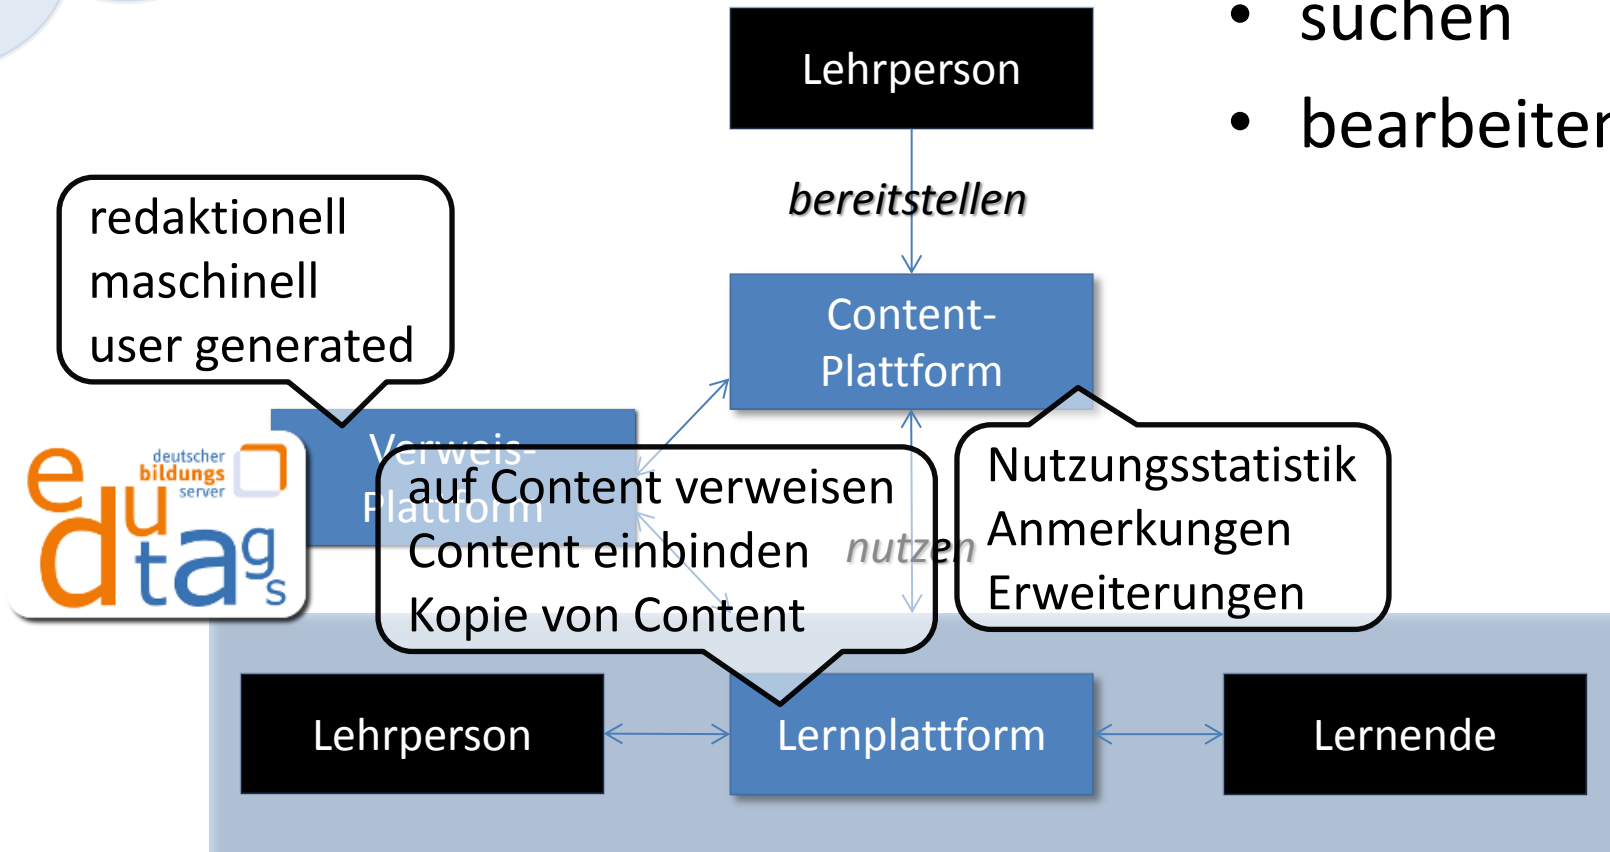 suchen
bearbeiten
Lehrperson
bereitstellen
redaktionell
maschinell
user generated
Content-
Plattform
Verweis-
Plattform
deutscher
bildungs
server
edutags
auf Content verweisen
Content einbinden
Kopie von Content
nutzen
Nutzungsstatistik
Anmerkungen
Erweiterungen
Lehrperson
Lernplattform
Lernende